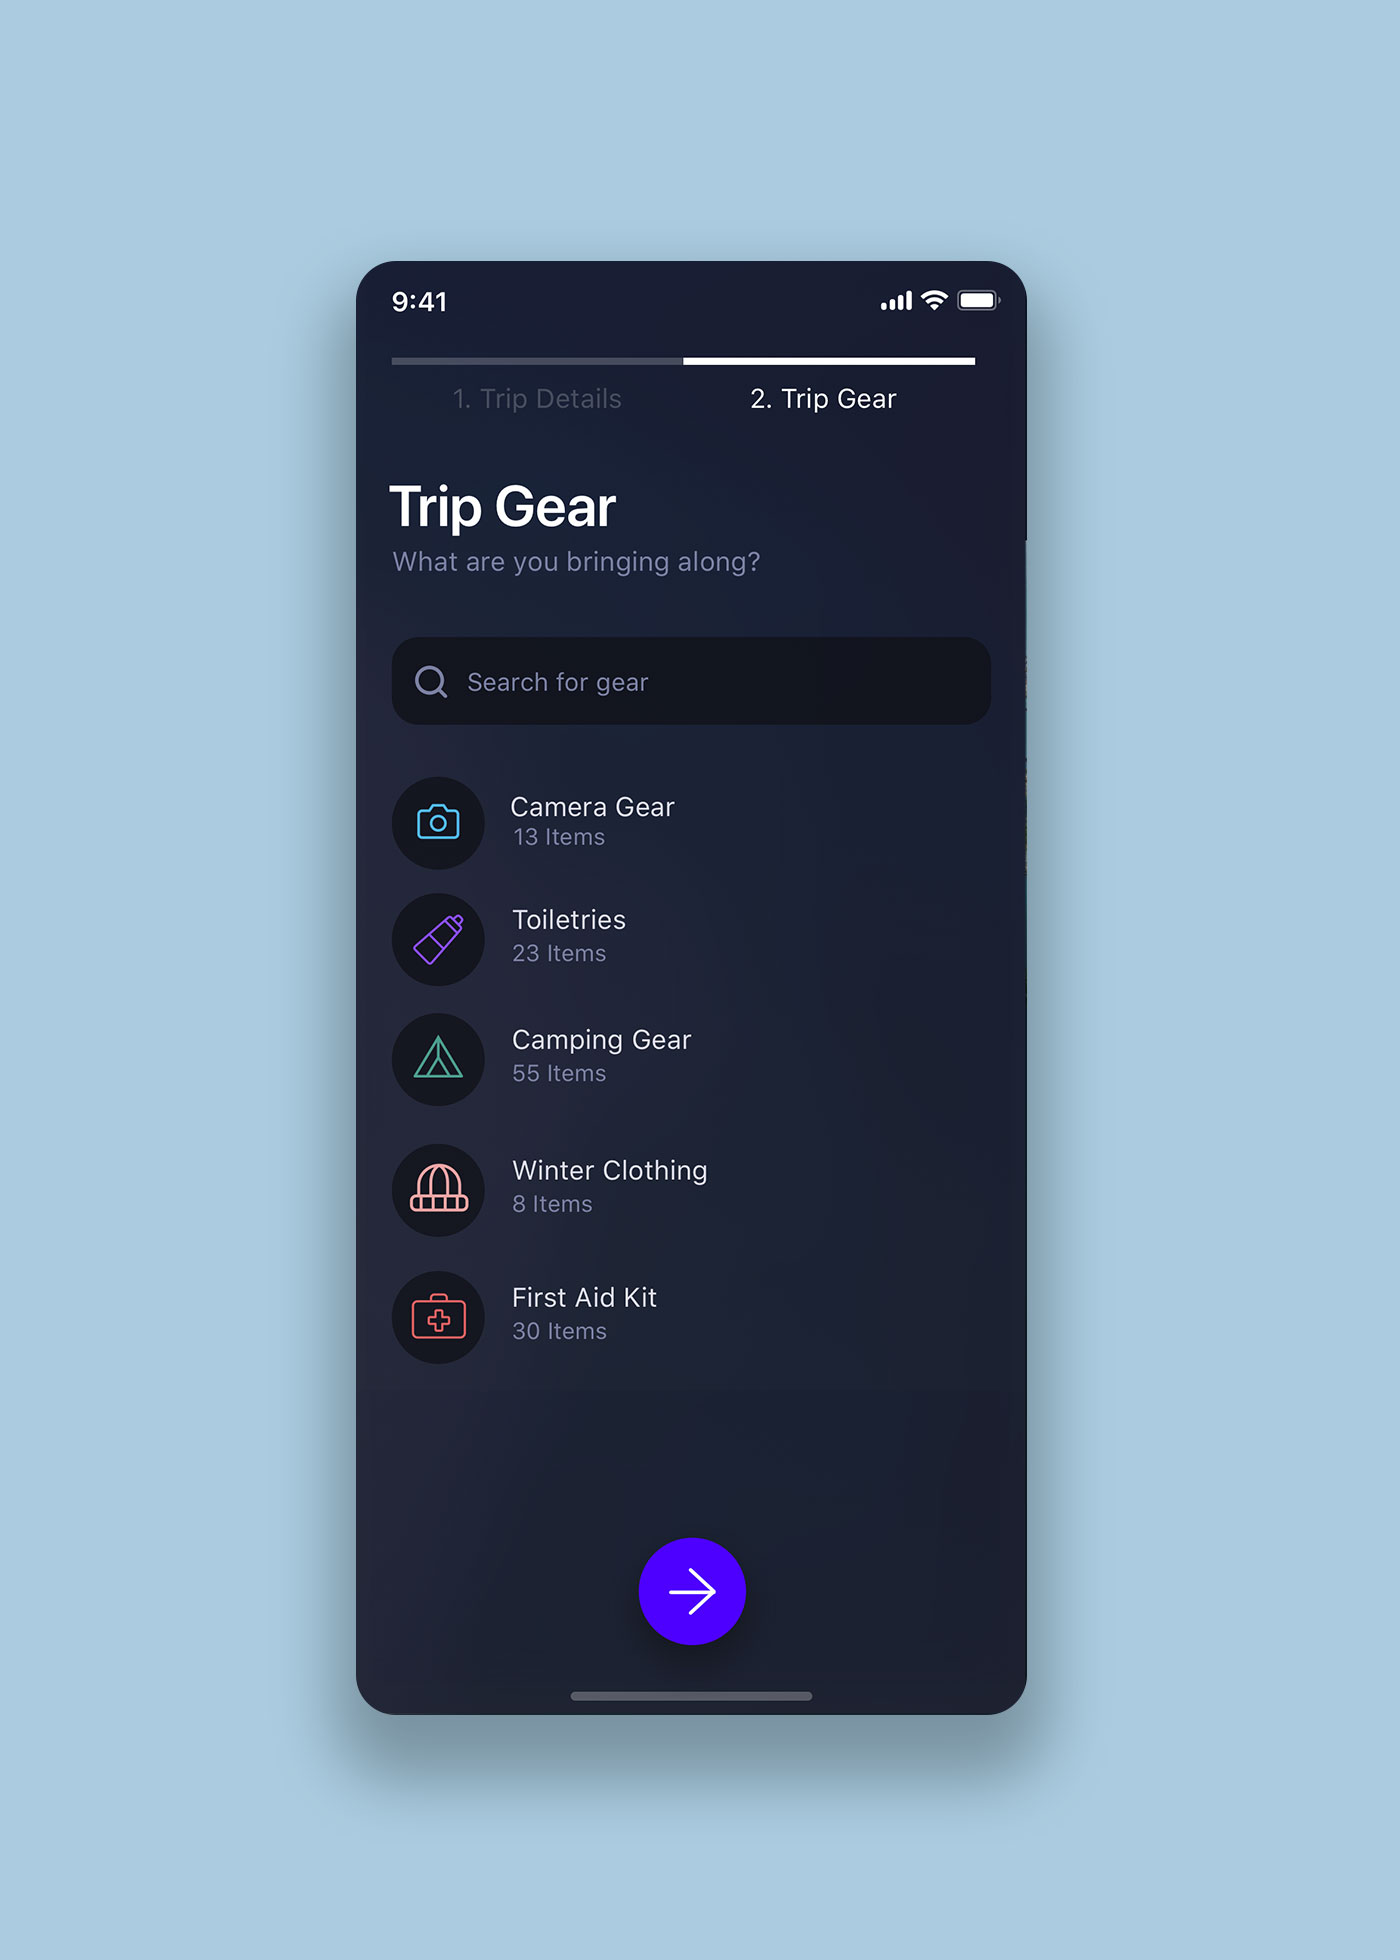 9:41
1. Trip Details
2. Trip Gear
Trip Gear
What are you bringing along?
Search for gear
Camera Gear
13 Items
Toiletries
23 Items
Camping Gear
55 Items
Winter Clothing
8 Items
First Aid Kit
30 Items